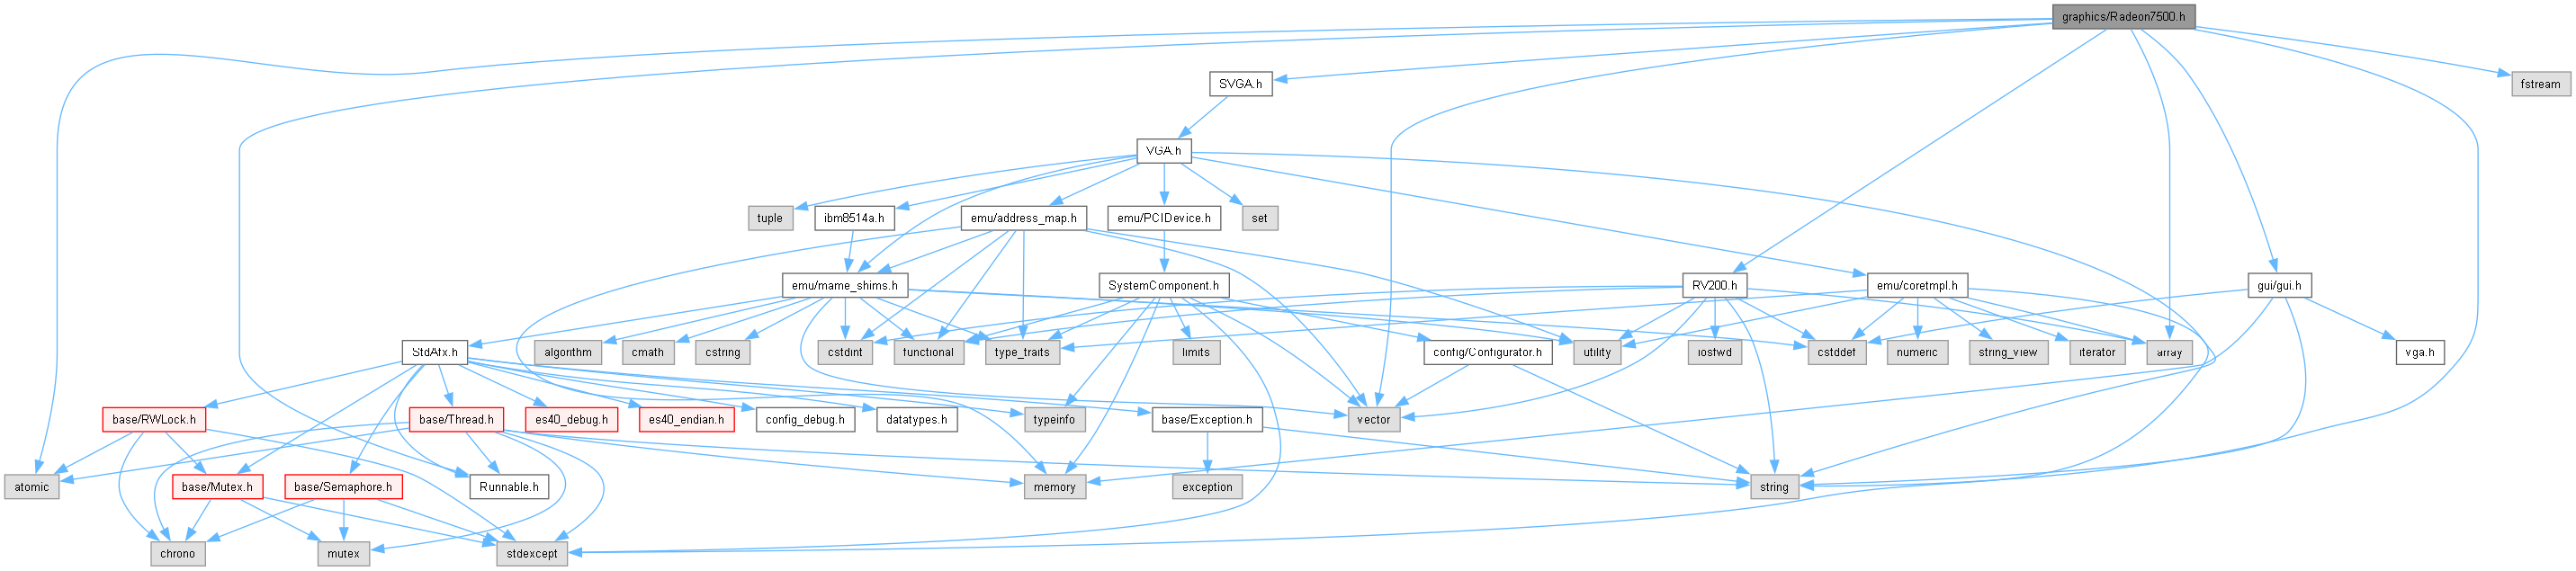 graphics/Radeon7500.h
SVGA.h
fstream
VGA.h
tuple
ibm8514a.h
emu/address_map.h
emu/PCIDevice.h
set
emu/mame_shims.h
SystemComponent.h
RV200.h
emu/coretmpl.h
gui/gui.h
StdAfx.h
algorithm
cmath
cstring
cstdint
functional
type_traits
limits
config/Configurator.h
utility
iosfwd
cstddef
numeric
string_view
iterator
array
vga.h
base/RWLock.h
base/Thread.h
es40_debug.h
es40_endian.h
config_debug.h
datatypes.h
typeinfo
base/Exception.h
vector
atomic
base/Mutex.h
base/Semaphore.h
Runnable.h
memory
exception
string
chrono
mutex
stdexcept